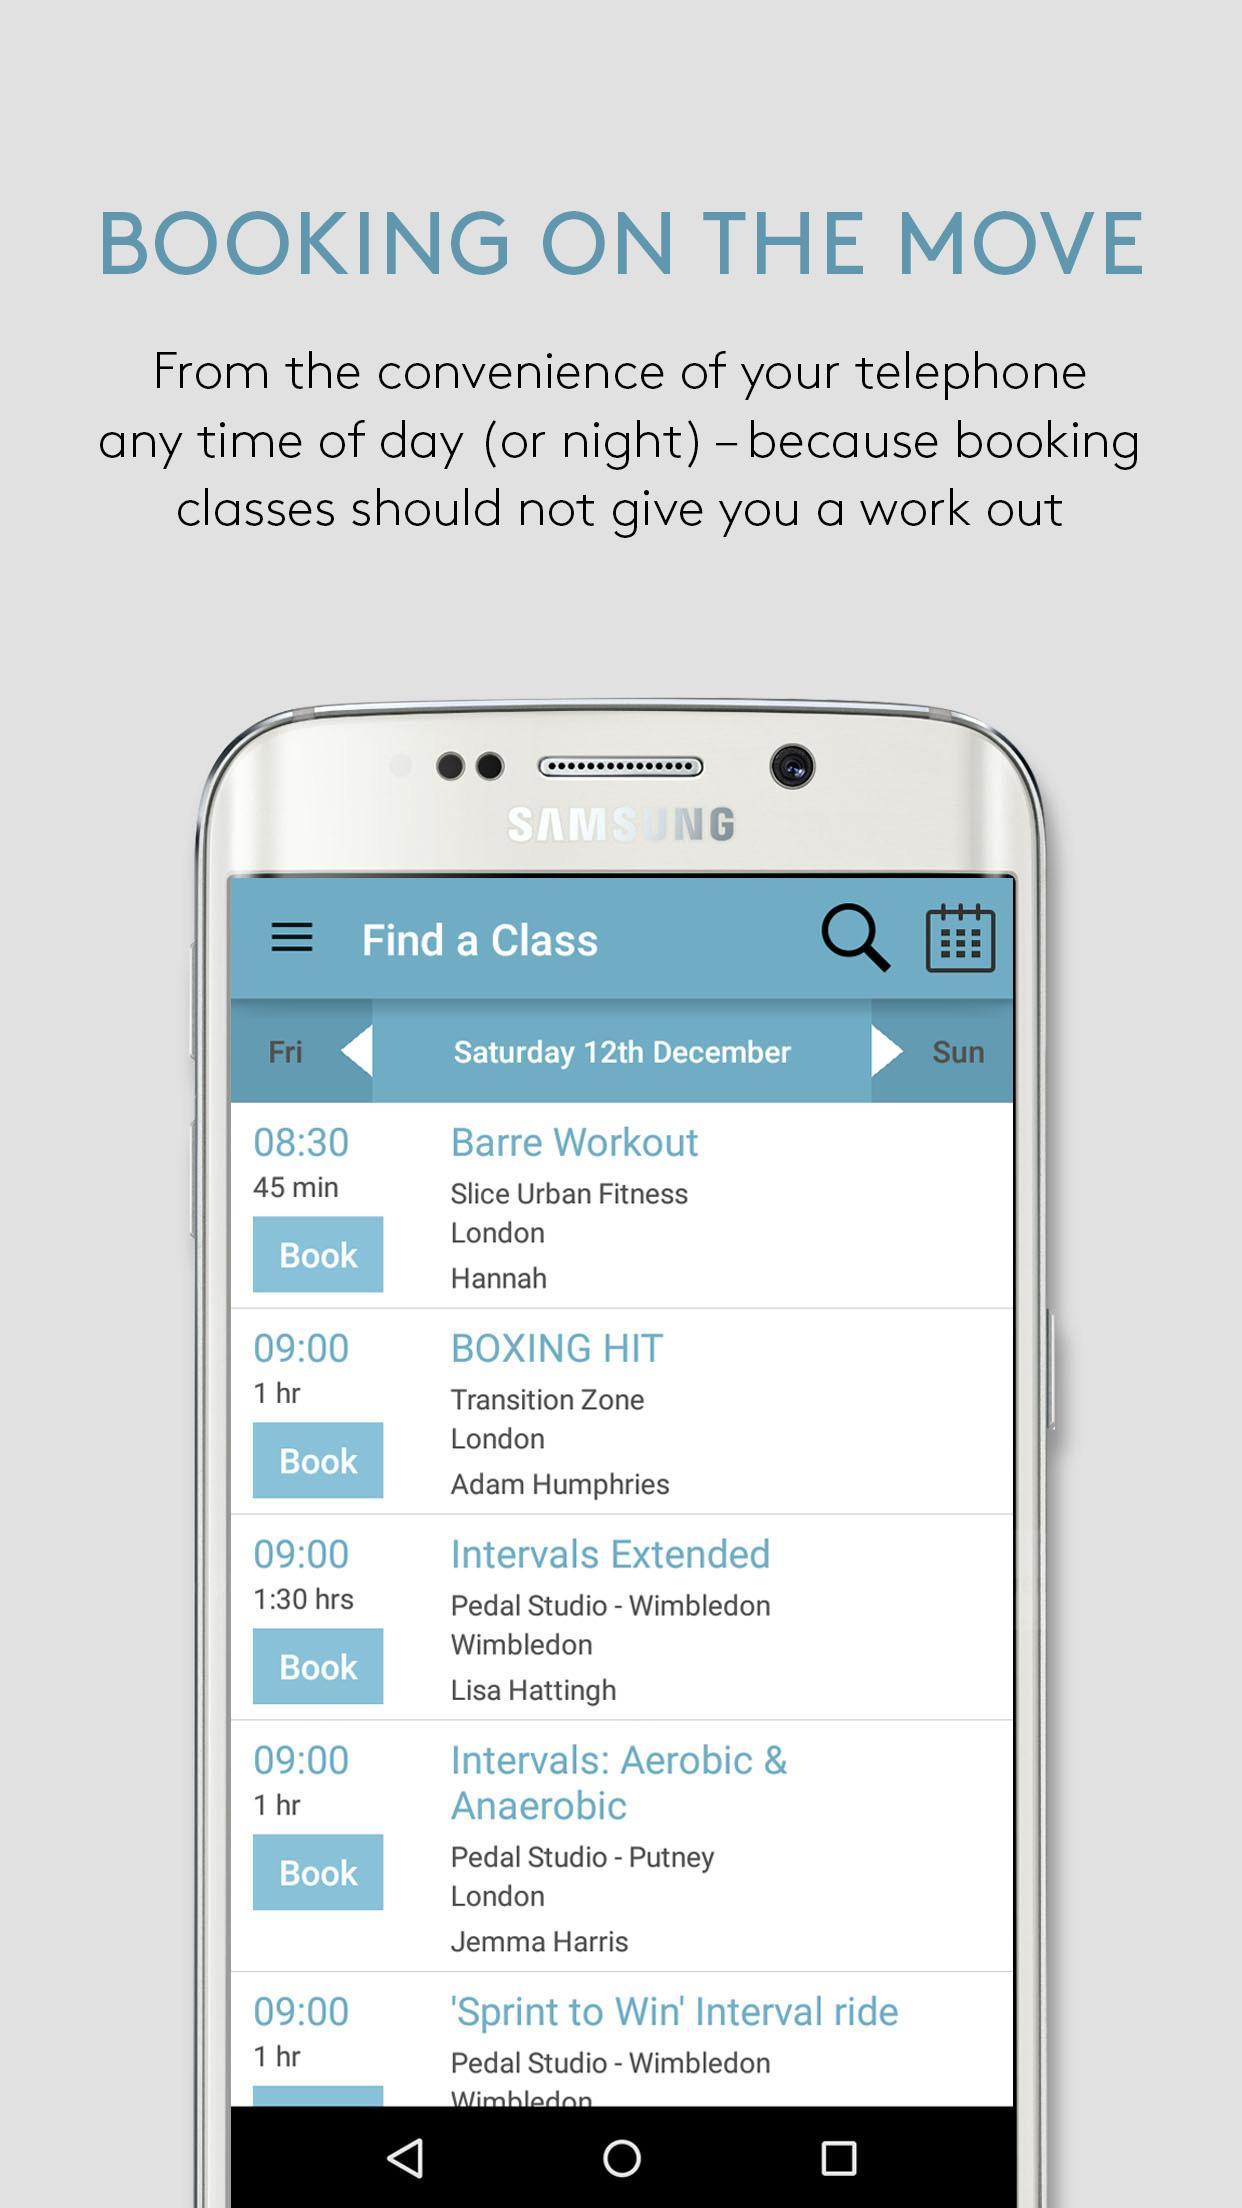 BOOKING ON THE MOVE
From the convenience of your telephone
any time of day (or night) – because booking
classes should not give you a work out
SAMSUNG
Find a Class
Fri
Saturday 12th December
Sun
08:30
Barre Workout
45 min
Slice Urban Fitness
London
Book
Hannah
09:00
BOXING HIT
1 hr
Transition Zone
London
Book
Adam Humphries
09:00
Intervals Extended
1:30 hrs
Pedal Studio - Wimbledon
Wimbledon
Book
Lisa Hattingh
09:00
Intervals: Aerobic &
Anaerobic
1 hr
Pedal Studio - Putney
Book
London
Jemma Harris
09:00
'Sprint to Win' Interval ride
1 hr
Pedal Studio - Wimbledon
Wimbledon